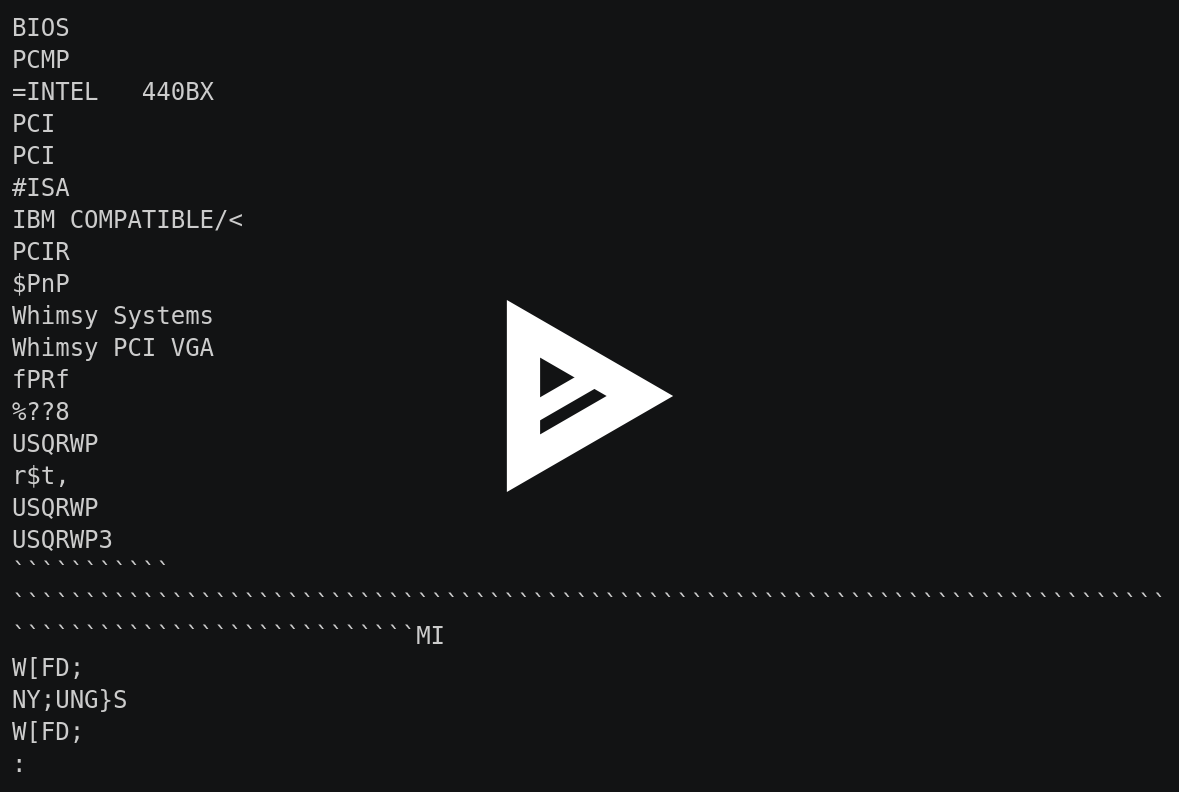 BIOS
PCMP
=INTEL   440BX
PCI
PCI
#ISA
IBM COMPATIBLE/<
PCIR
$PnP
Whimsy Systems
Whimsy PCI VGA
fPRf
%??8
USQRWP
r$t,
USQRWP
USQRWP3
```````````
````````````````````````````````````````````````````````````````````````````````
````````````````````````````MI
W[FD;
NY;UNG}S
W[FD;
: